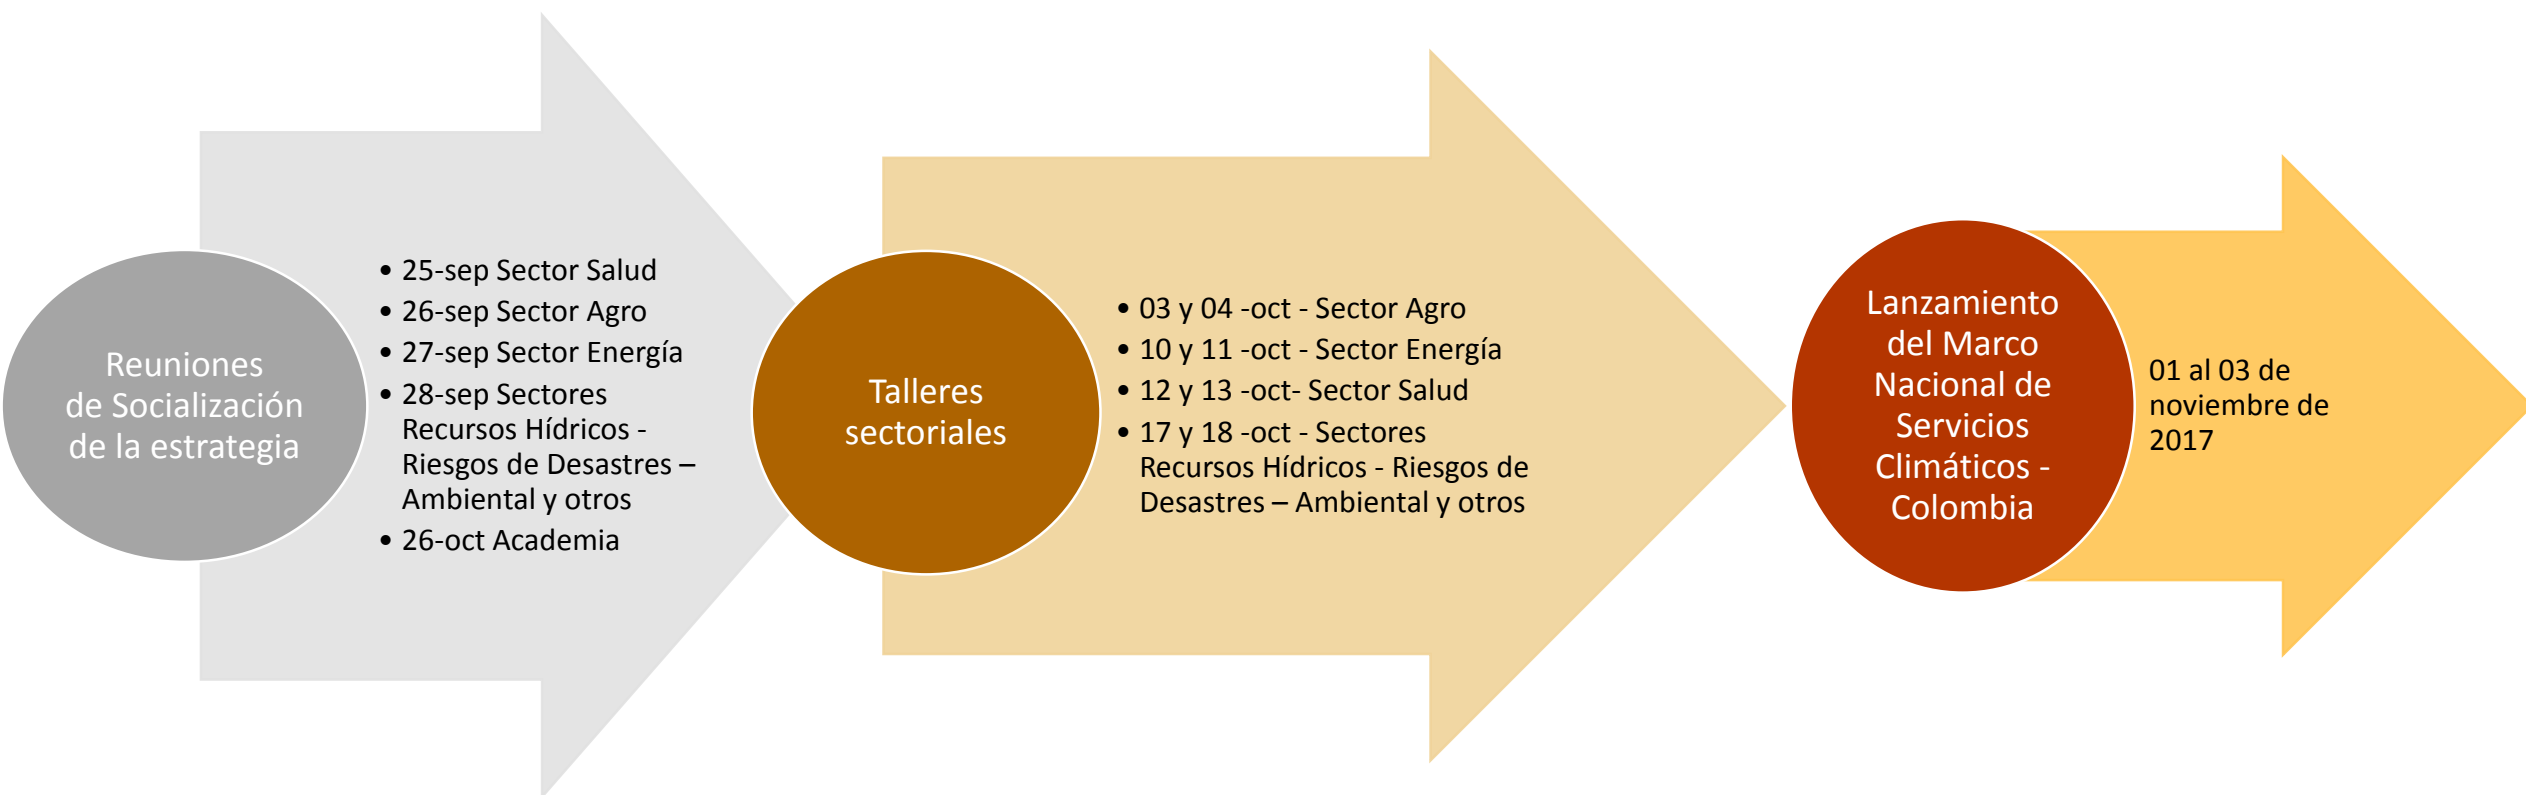 Reuniones
de Socialización
de la estrategia
• 25-sep Sector Salud
• 26-sep Sector Agro
• 27-sep Sector Energía
• 28-sep Sectores
Recursos Hídricos -
Riesgos de Desastres –
Ambiental y otros
• 26-oct Academia
Talleres
sectoriales
• 03 y 04 -oct - Sector Agro
• 10 y 11 -oct - Sector Energía
• 12 y 13 -oct- Sector Salud
• 17 y 18 -oct - Sectores
Recursos Hídricos - Riesgos de
Desastres – Ambiental y otros
Lanzamiento
del Marco
Nacional de
Servicios
Climáticos -
Colombia
01 al 03 de
noviembre de
2017